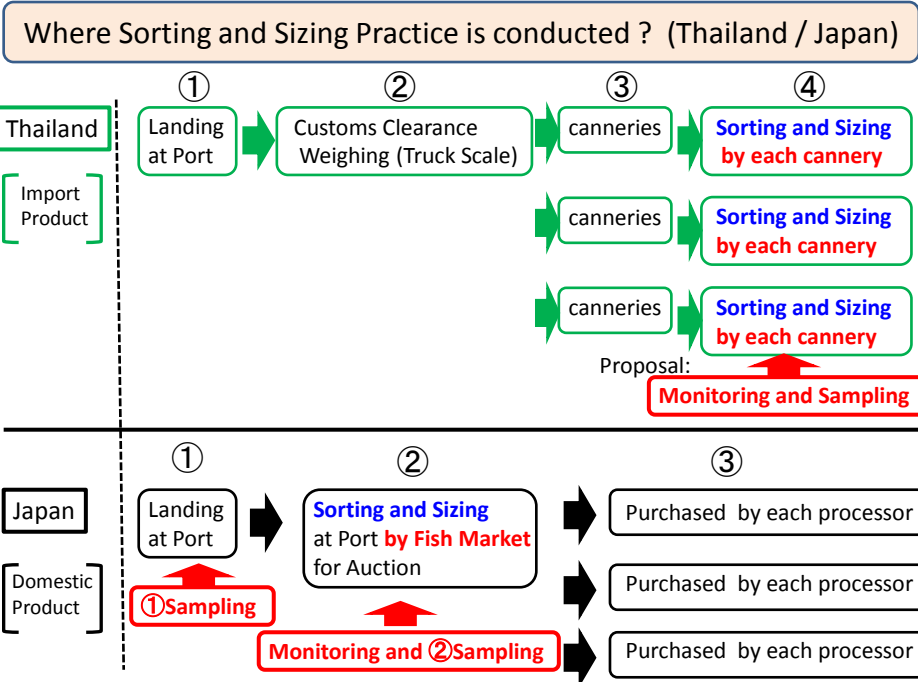 Where Sorting and Sizing Practice is conducted ? (Thailand / Japan)
① ② ③ ④
Thailand
Import
Product
Landing
at Port
Customs Clearance
Weighing (Truck Scale)
canneries
Sorting and Sizing
by each cannery
canneries
Sorting and Sizing
by each cannery
canneries
Sorting and Sizing
by each cannery
Proposal:
Monitoring and Sampling
① ② ③
Japan
Domestic
Product
Landing
at Port
①Sampling
Sorting and Sizing
at Port by Fish Market
for Auction
Monitoring and ②Sampling
Purchased by each processor
Purchased by each processor
Purchased by each processor